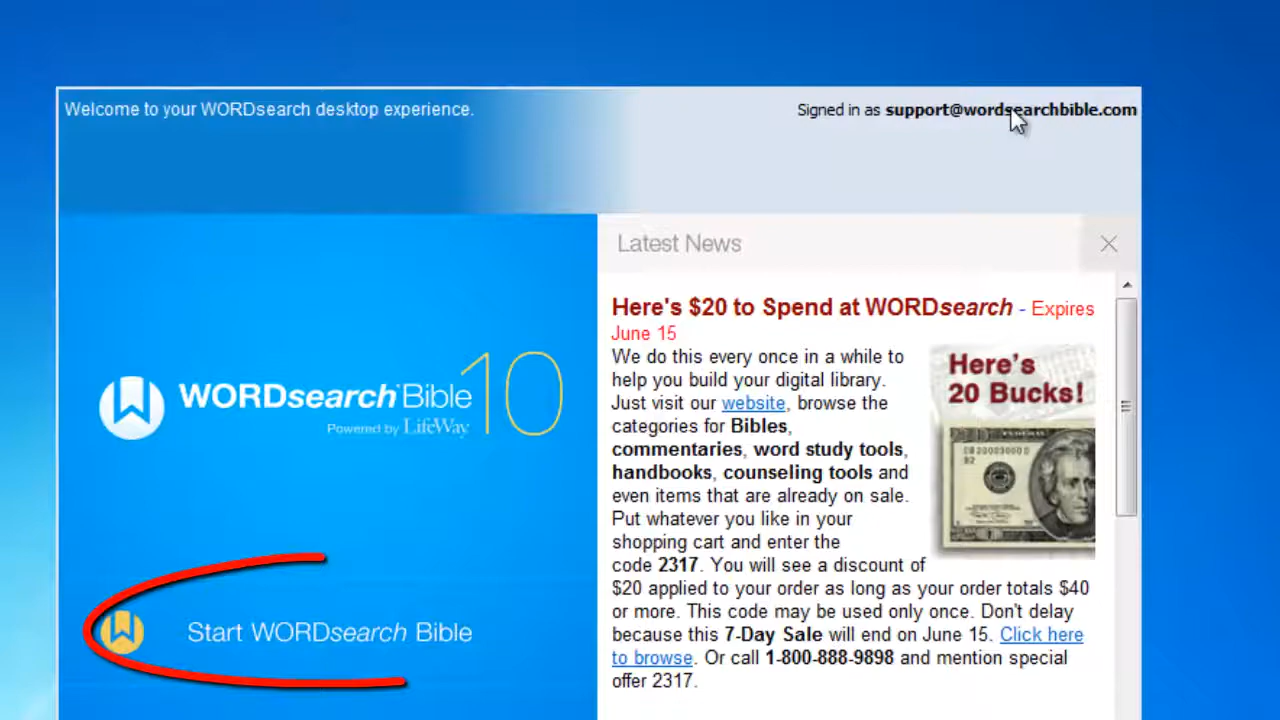 Welcome to your WORDsearch desktop experience.
Signed in as support@wordsearchbible.com
Latest News
Here's $20 to Spend at WORDsearch - Expires
June 15
We do this every once in a while to
help you build your digital library.
Just visit our website, browse the
categories for Bibles,
commentaries, word study tools,
handbooks, counseling tools and
even items that are already on sale.
Put whatever you like in your
shopping cart and enter the
code 2317. You will see a discount of
$20 applied to your order as long as your order totals $40
or more. This code may be used only once. Don't delay
because this 7-Day Sale will end on June 15. Click here
to browse. Or call 1-800-888-9898 and mention special
offer 2317.
Here's
20 Bucks!
WORDsearch Bible 10
Powered by LifeWay
Start WORDsearch Bible